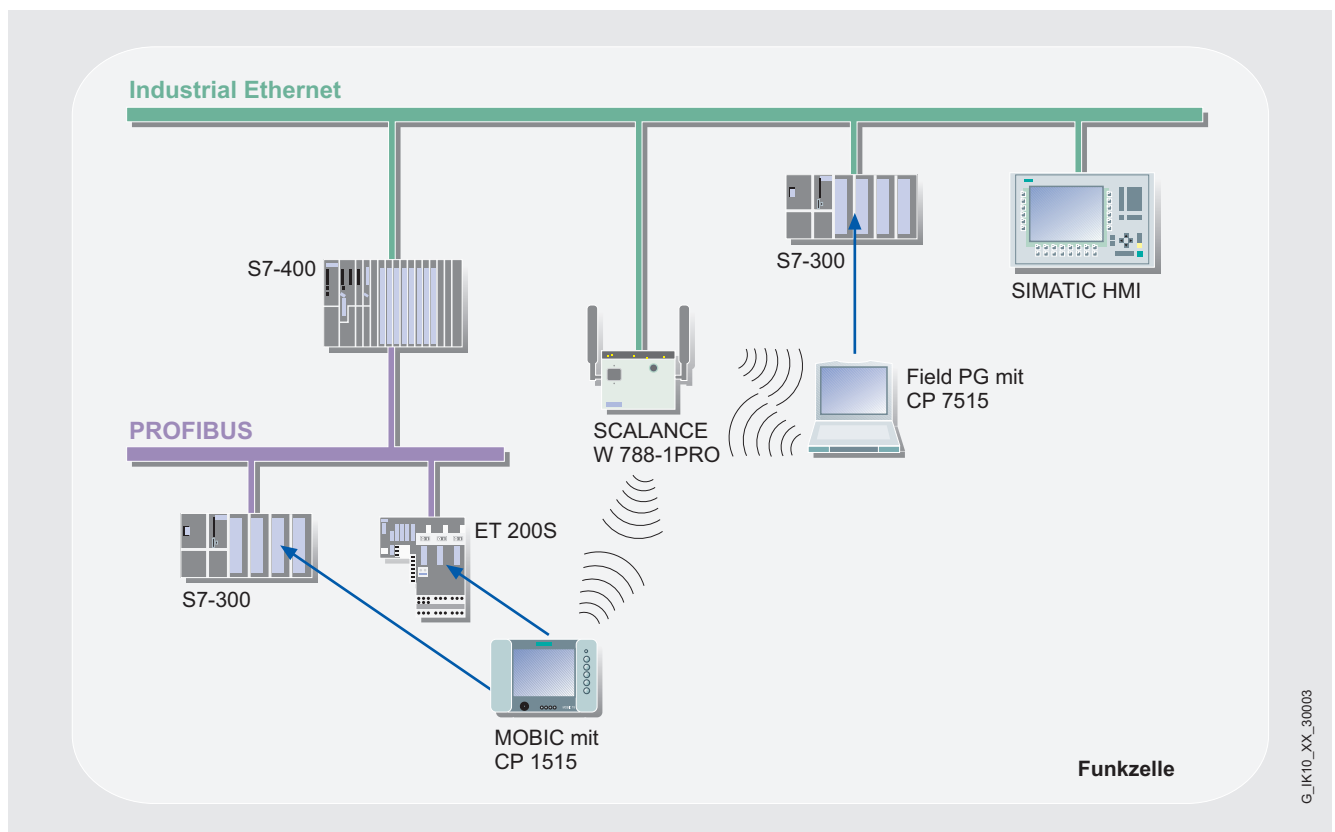 Industrial Ethernet
S7-400
S7-300
SIMATIC HMI
Field PG mit
CP 7515
SCALANCE
W 788-1PRO
PROFIBUS
ET 200S
S7-300
MOBIC mit
CP 1515
Funkzelle
G_IK10_XX_30003